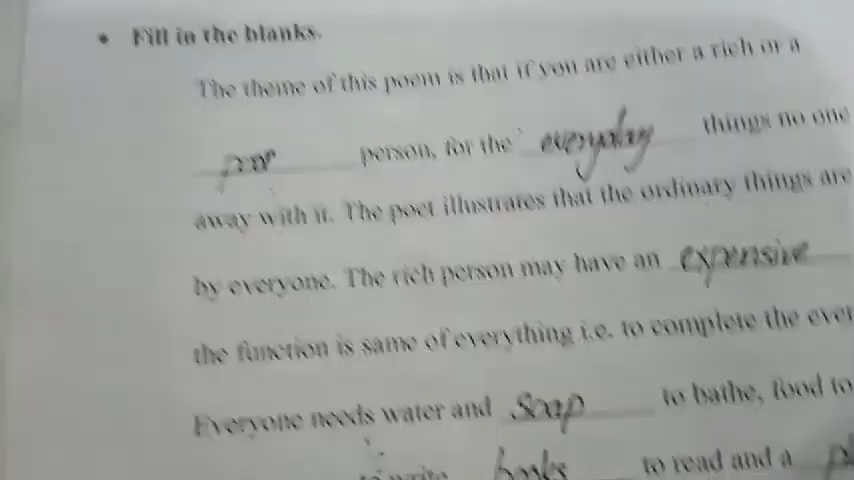 • Fill in the blanks.
The theme of this poem is that if you are either a rich or a
poor person, for the everyday things no one
away with it. The poet illustrates that the ordinary things are
by everyone. The rich person may have an expensive
the function is same of everything i.e. to complete the ever
Everyone needs water and Soap to bathe, food to
write books to read and a